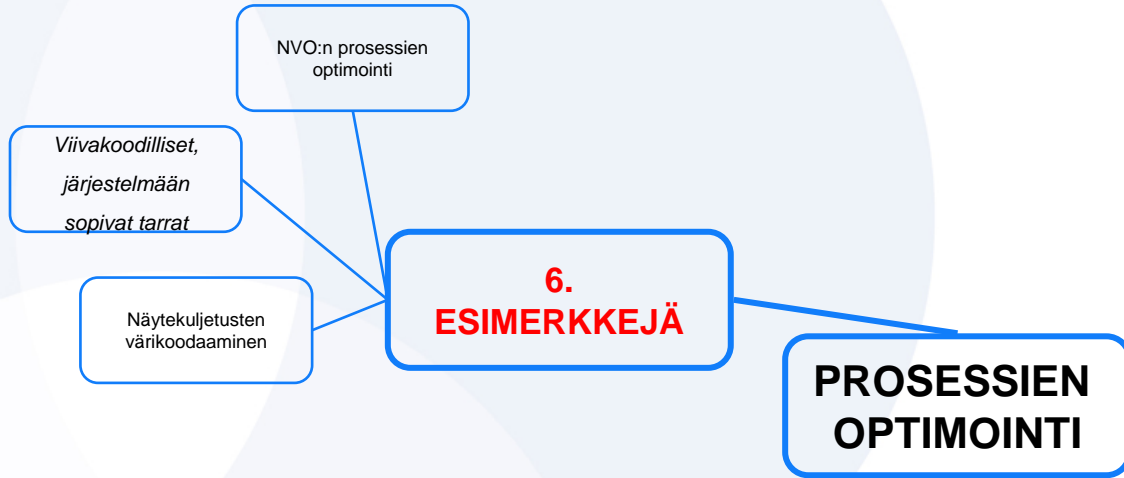 NVO:n prosessien
optimointi
Viivakoodilliset,
järjestelmään
sopivat tarrat
Näytekuljetusten
värikoodaaminen
6.
ESIMERKKEJÄ
PROSESSIEN
OPTIMOINTI